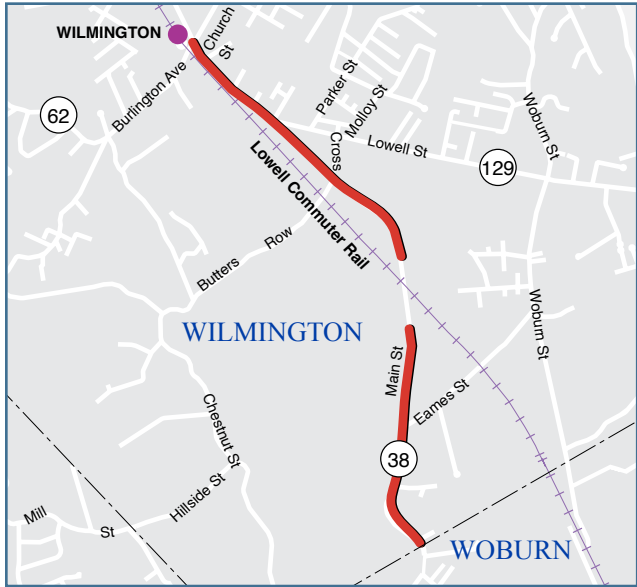 WILMINGTON
Church
St
Burlington Ave
62
Parker St
Molloy St
Woburn St
Cross
Lowell St
129
Lowell Commuter Rail
Butters
Row
WILMINGTON
Woburn St
Main St
Eames St
Chestnut St
38
Hillside St
Mill
St
WOBURN